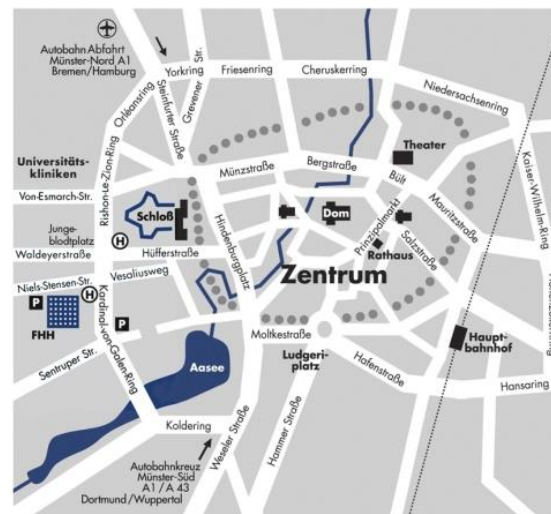 Autobahn Abfahrt
Münster-Nord A1
Bremen/Hamburg
Yorkring
Friesenring
Cheruskerring
Niedersachsenring
Orléansring
Steinfurter Straße
Grevener Str.
Kaiser-Wilhelm-Ring
Universitäts-
kliniken
Rishon-Le-Zion-Ring
Münzstraße
Bergstraße
Theater
Bült
Mauritzstraße
Von-Esmarch-Str.
Schloß
Dom
Prinzipalmarkt
Salzstraße
Rathaus
Junge-
blodtplatz
H
Hindenburgplatz
Waldeyerstraße
Hüfferstraße
Zentrum
Niels-Stensen-Str.
H
Vesaliusweg
P
FHH
P
Kardinal-von-Galen-Ring
Moltkestraße
Ludgeri-
platz
Haupt-
bahnhof
Sentruper Str.
Aasee
Hafenstraße
Hansaring
Koldering
Weseler Straße
Hammer Straße
Autobahnkreuz
Münster-Süd
A1 / A 43
Dortmund/Wuppertal